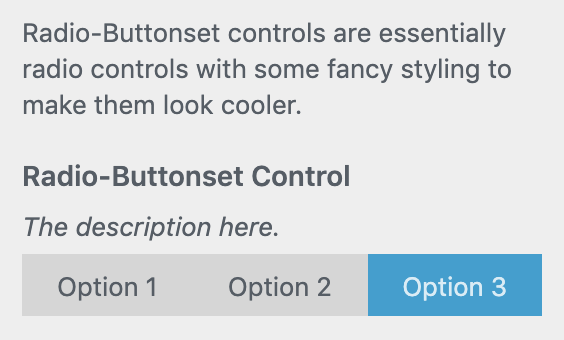 Radio-Buttonset controls are essentially
radio controls with some fancy styling to
make them look cooler.
Radio-Buttonset Control
The description here.
Option 1 Option 2 Option 3